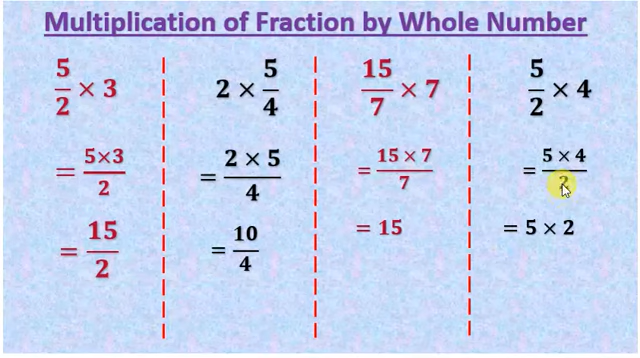 Multiplication of Fraction by Whole Number
5/2 × 3
= 5×3/2
= 15/2
2 × 5/4
= 2 × 5/4
= 10/4
15/7 × 7
= 15 × 7/7
= 15
5/2 × 4
= 5 × 4/2
= 5 × 2